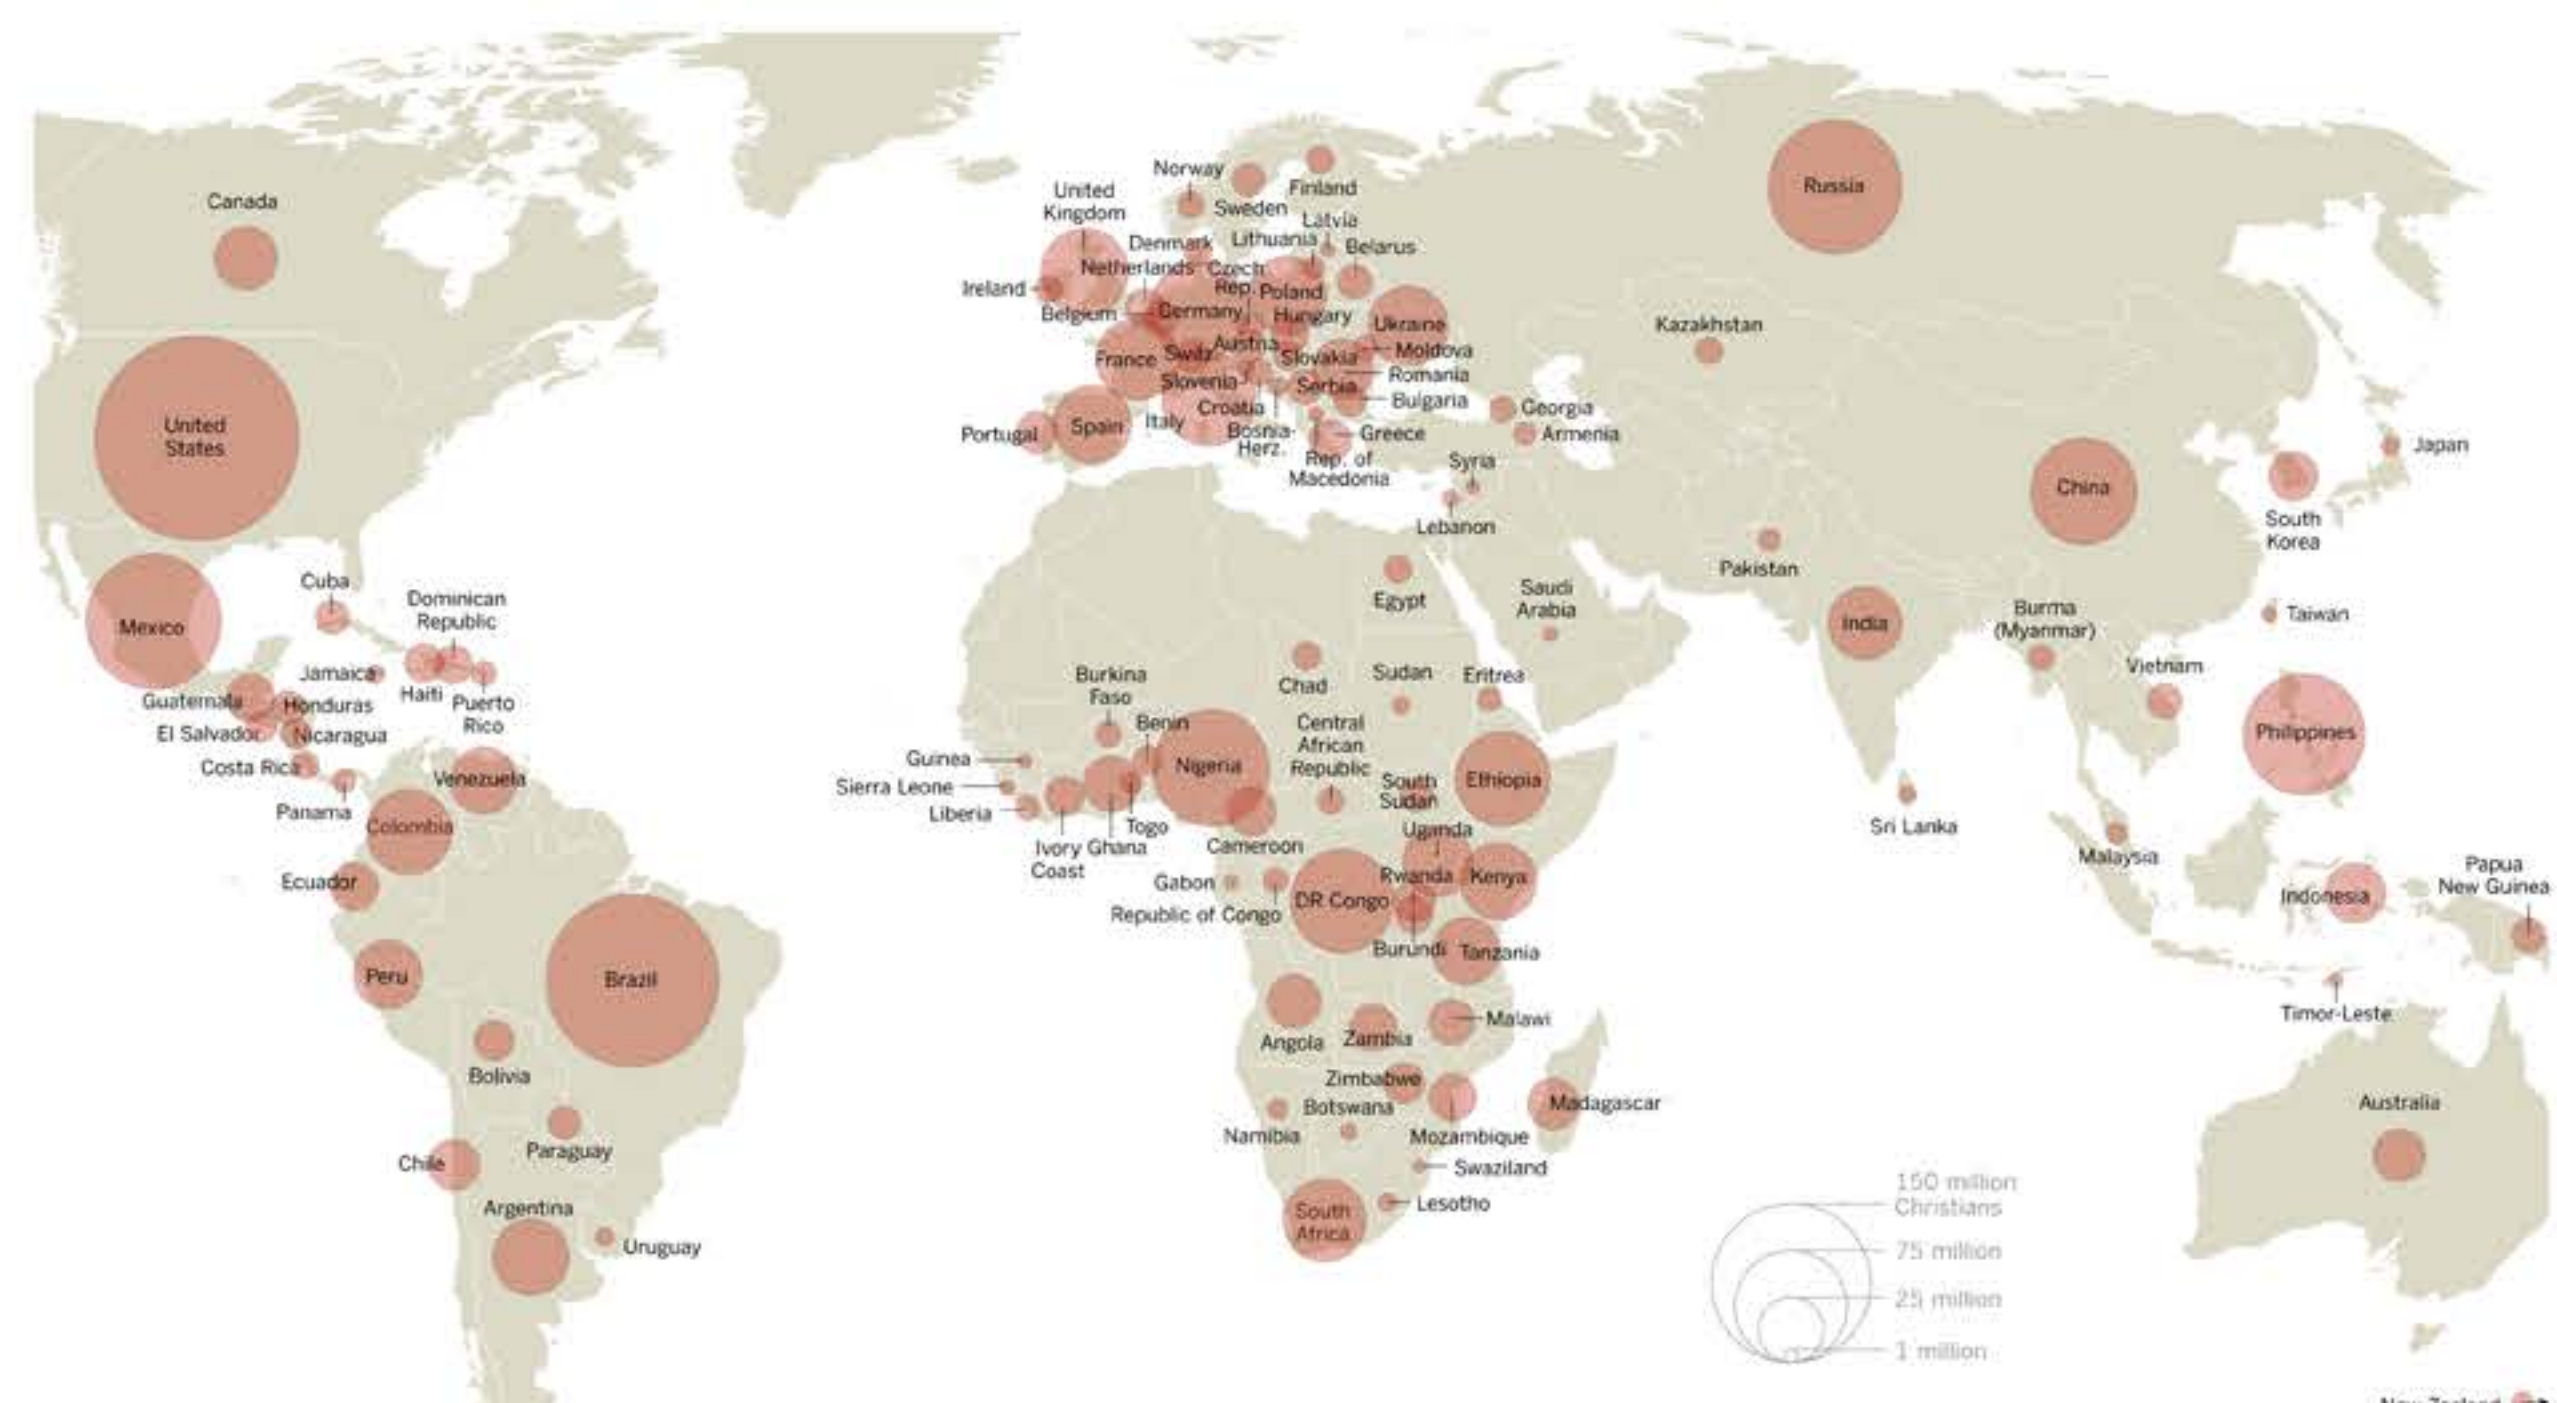 Canada
United
States
Mexico
Cuba
Dominican
Republic
Jamaica
Haiti
Puerto
Rico
Guatemala
Honduras
El Salvador
Nicaragua
Costa Rica
Panama
Venezuela
Colombia
Ecuador
Peru
Brazil
Bolivia
Paraguay
Chile
Argentina
Uruguay
Norway
Finland
United
Kingdom
Sweden
Latvia
Denmark
Lithuania
Belarus
Netherlands
Czech
Rep.
Poland
Ireland
Belgium
Germany
Hungary
Ukraine
France
Switz.
Austria
Slovakia
Moldova
Romania
Slovenia
Serbia
Bulgaria
Croatia
Portugal
Spain
Italy
Bosnia-
Herz.
Greece
Rep. of
Macedonia
Georgia
Armenia
Syria
Lebanon
Russia
Kazakhstan
China
Japan
South
Korea
Pakistan
India
Burma
(Myanmar)
Taiwan
Vietnam
Philippines
Sri Lanka
Malaysia
Indonesia
Papua
New Guinea
Timor-Leste
Australia
New Zealand
Egypt
Saudi
Arabia
Burkina
Faso
Chad
Sudan
Eritrea
Benin
Central
African
Republic
Guinea
Nigeria
South
Sudan
Ethiopia
Sierra Leone
Liberia
Togo
Ivory
Coast
Ghana
Cameroon
Uganda
Gabon
Republic of Congo
DR Congo
Rwanda
Kenya
Burundi
Tanzania
Angola
Zambia
Malawi
Zimbabwe
Botswana
Namibia
Mozambique
Madagascar
Swaziland
Lesotho
South
Africa
150 million
Christians
75 million
25 million
1 million